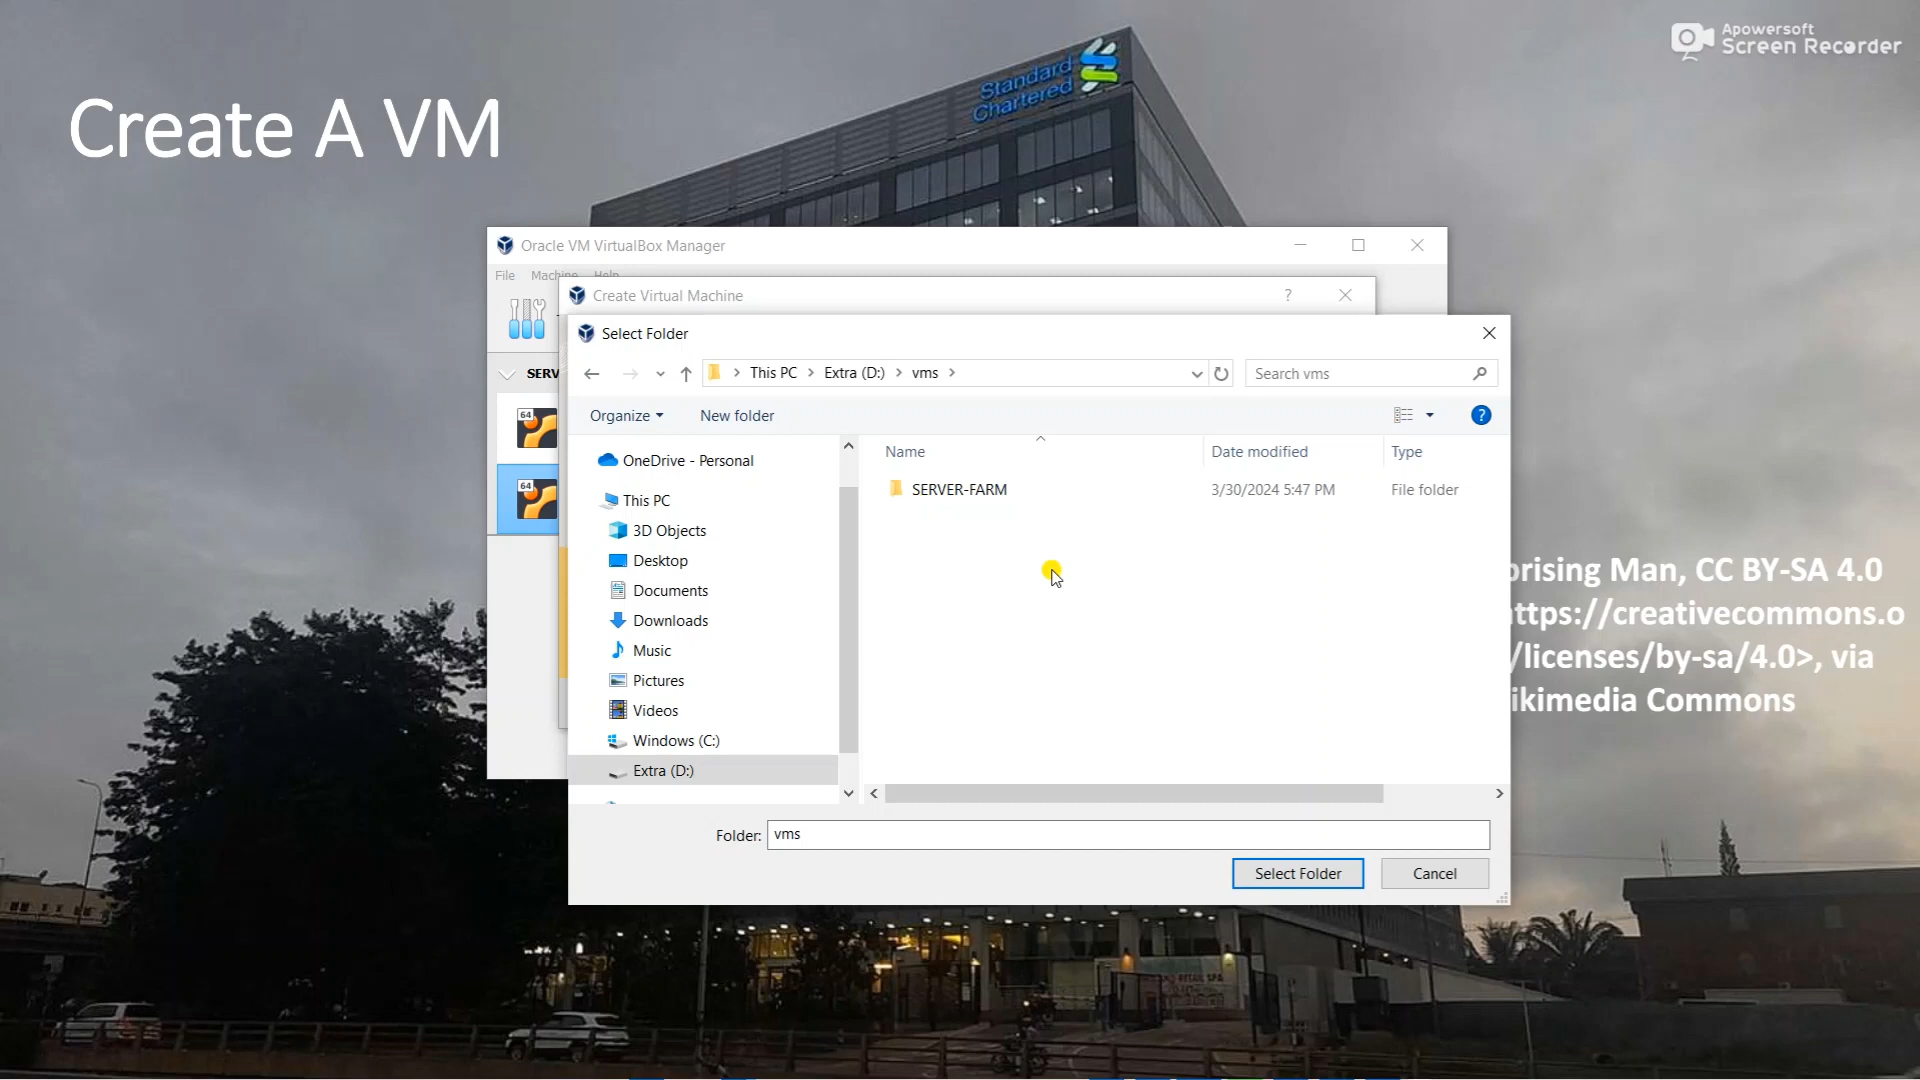 Apowersoft
Screen Recorder
Standard
Chartered
Create A VM
Oracle VM VirtualBox Manager
File Machine Help
Create Virtual Machine
?
Select Folder
SERV
This PC
Extra (D:)
vms
Search vms
Organize
New folder
?
64
64
OneDrive - Personal
This PC
3D Objects
Desktop
Documents
Downloads
Music
Pictures
Videos
Windows (C:)
Extra (D:)
Name Date modified Type
SERVER-FARM 3/30/2024 5:47 PM File folder
prising Man, CC BY-SA 4.0
ttps://creativecommons.o
/licenses/by-sa/4.0>, via
ikimedia Commons
Folder: vms
Select Folder Cancel